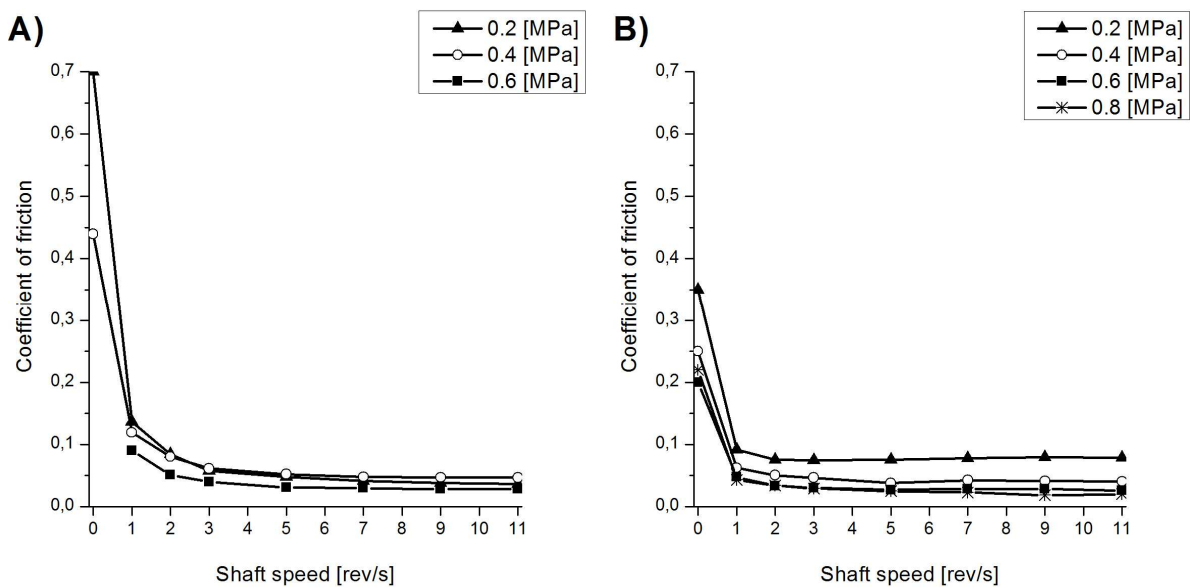 A)
0.2 [MPa]
0.4 [MPa]
0.6 [MPa]
0,7
0,6
0,5
0,4
0,3
0,2
0,1
0,0
Coefficient of friction
0 1 2 3 4 5 6 7 8 9 10 11
Shaft speed [rev/s]
B)
0.2 [MPa]
0.4 [MPa]
0.6 [MPa]
0.8 [MPa]
0,7
0,6
0,5
0,4
0,3
0,2
0,1
0,0
Coefficient of friction
0 1 2 3 4 5 6 7 8 9 10 11
Shaft speed [rev/s]